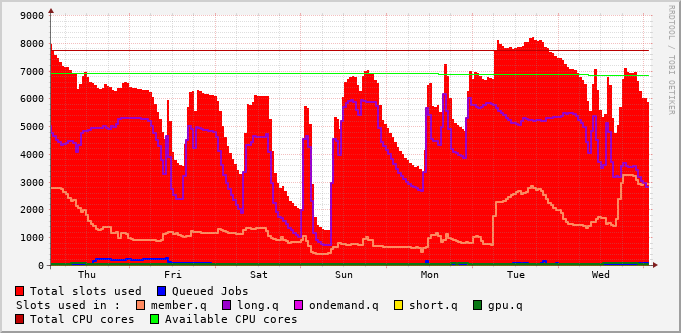 RRDTOOL / TOBI OETIKER
9000
8000
7000
6000
5000
4000
3000
2000
1000
0
Thu Fri Sat Sun Mon Tue Wed
Total slots used Queued Jobs
Slots used in : member.q long.q ondemand.q short.q gpu.q
Total CPU cores Available CPU cores